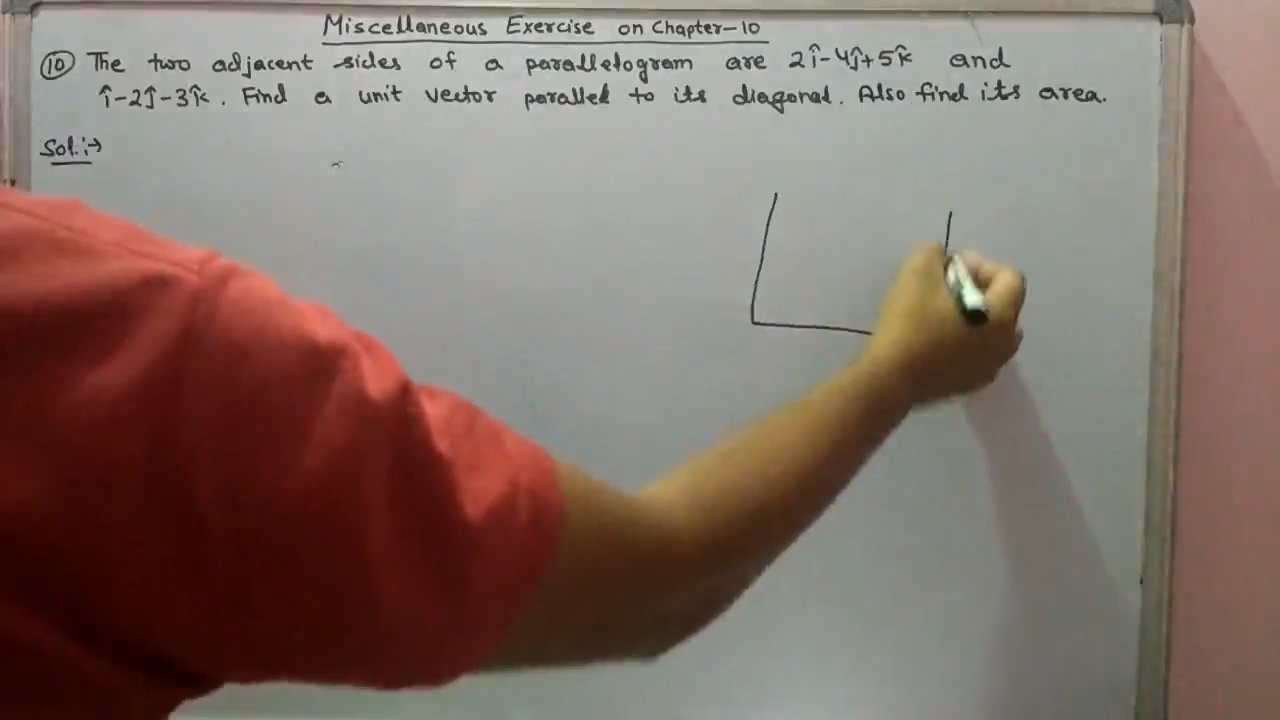 Miscellaneous Exercise on Chapter-10
⑩ The two adjacent sides of a parallelogram are 2î-4ĵ+5k̂ and
î-2ĵ-3k̂. Find a unit vector parallel to its diagonal. Also find its area.
Sol.:→